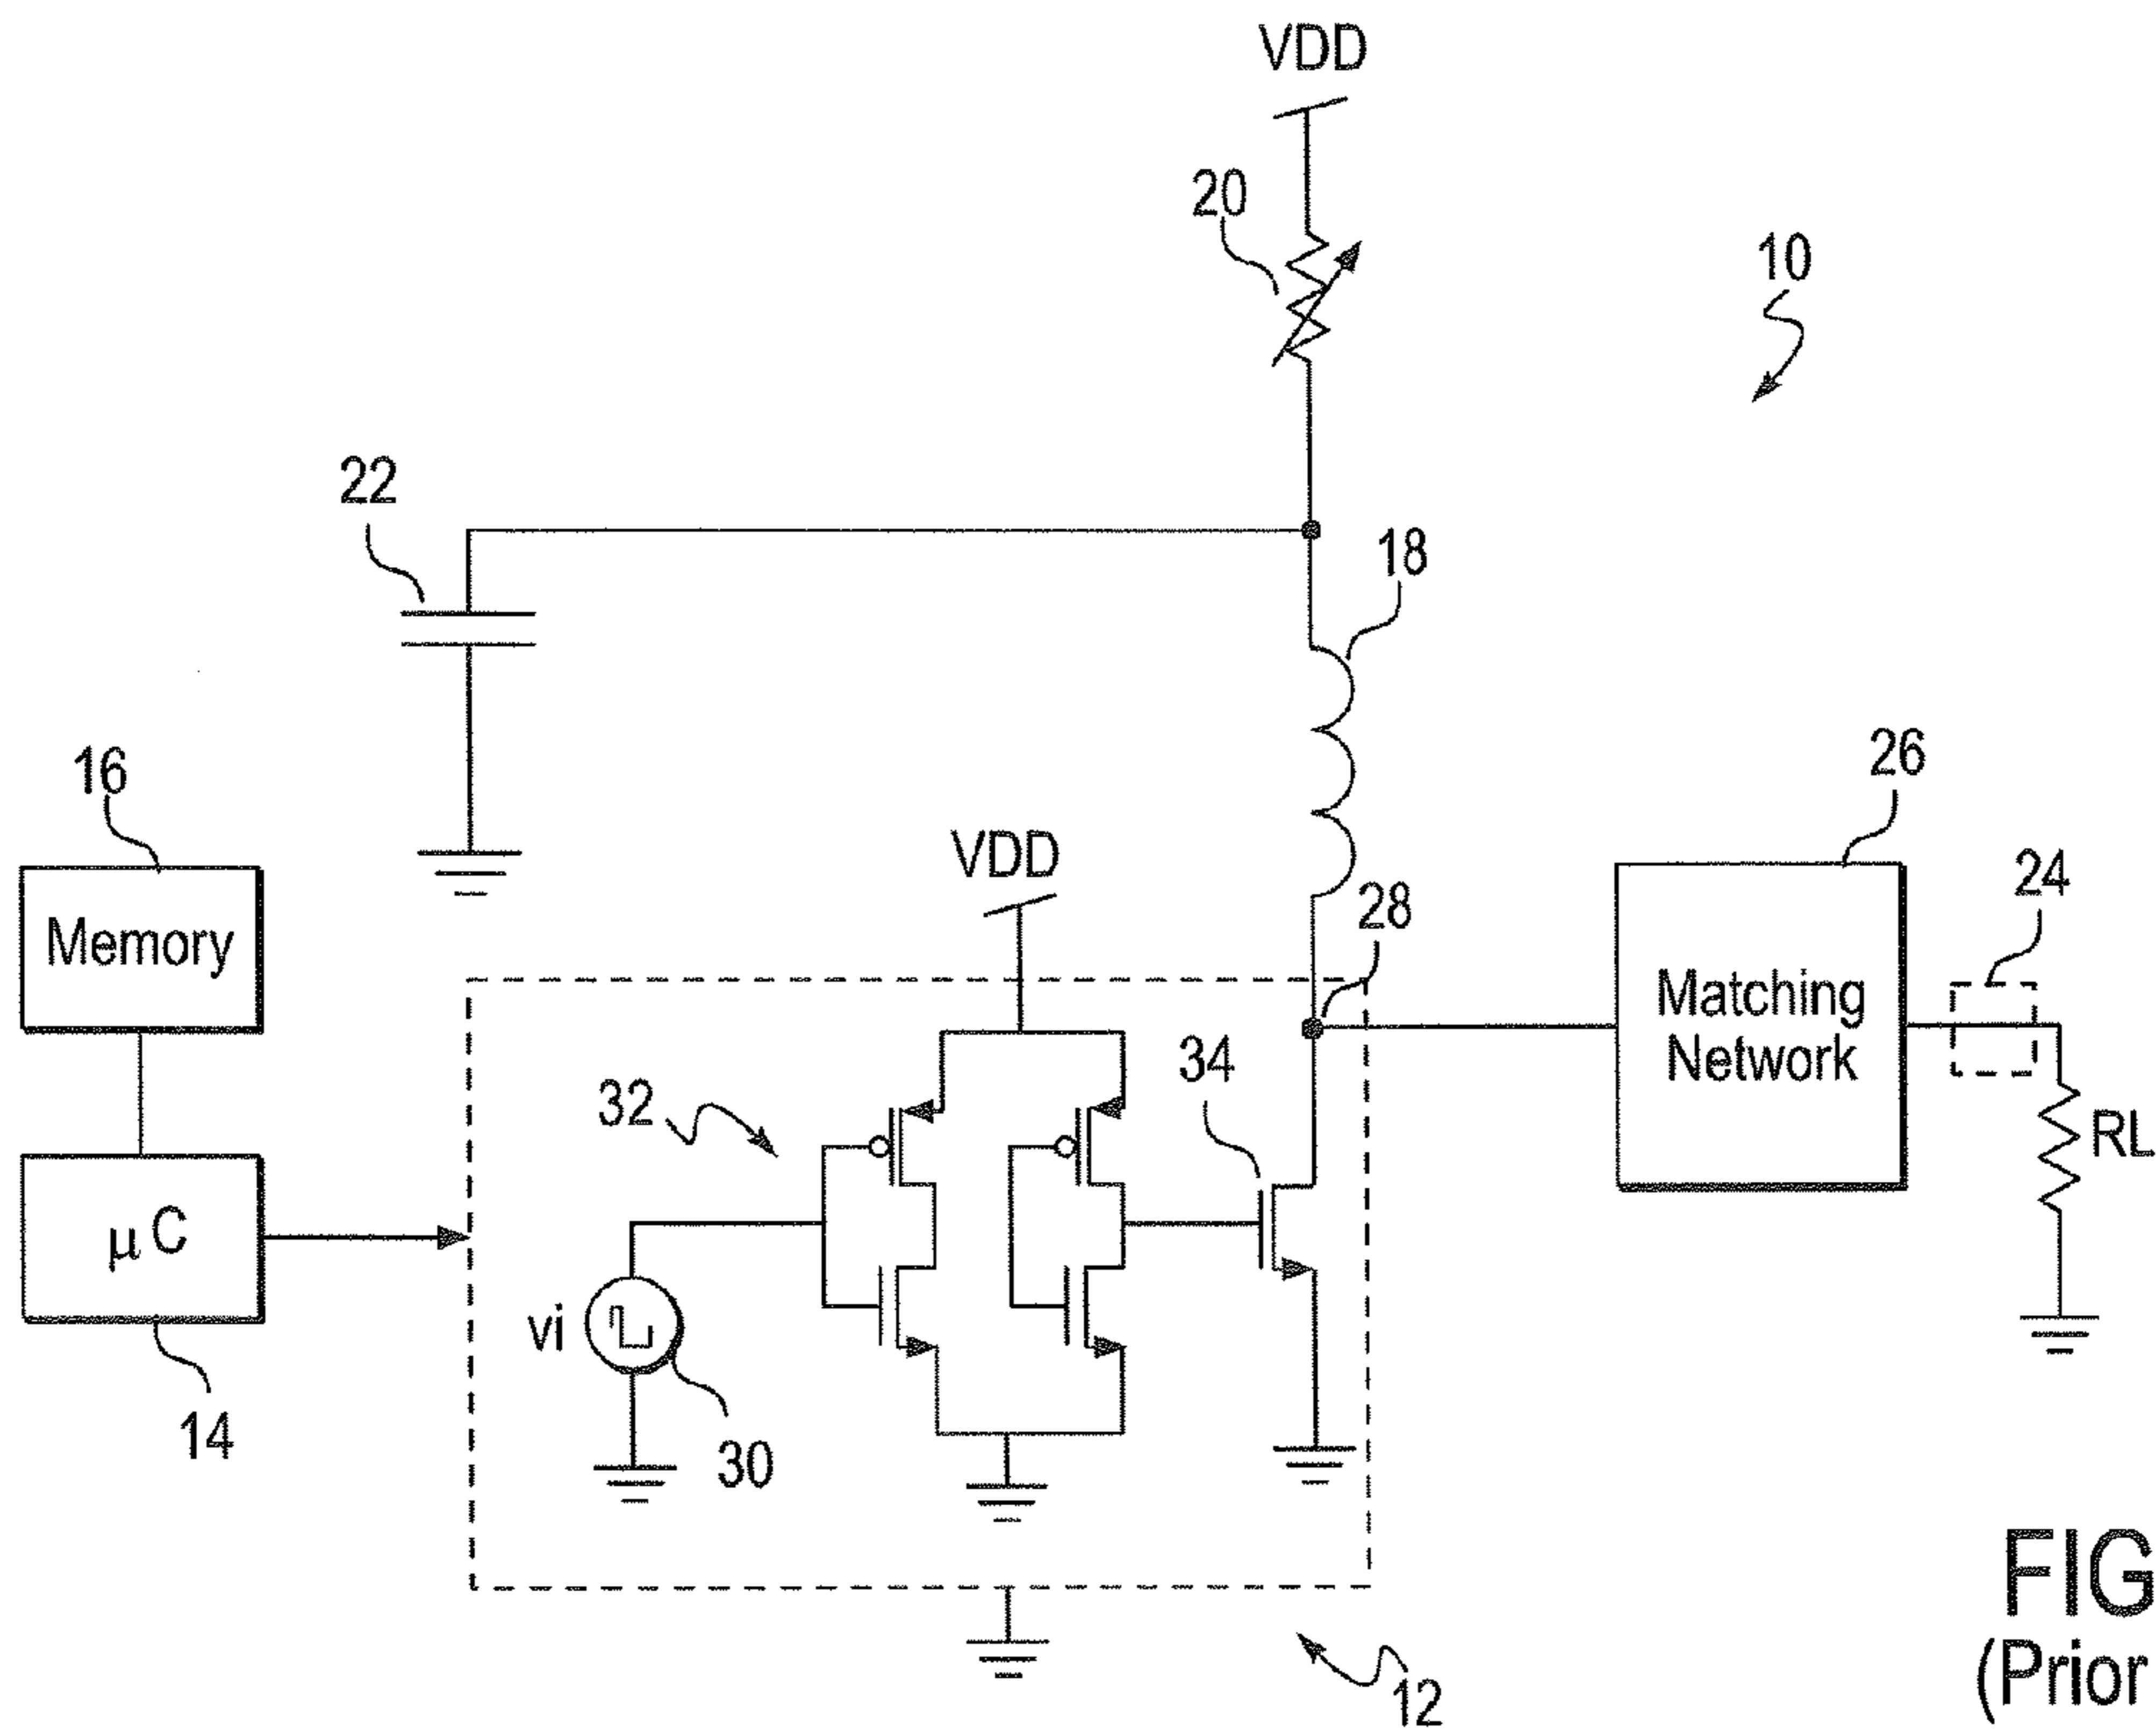 VDD
20
10
22
18
16
VDD
28
26
24
Memory
Matching
Network
32
34
RL
μC
vi
14
30
FIG
(Prior
12